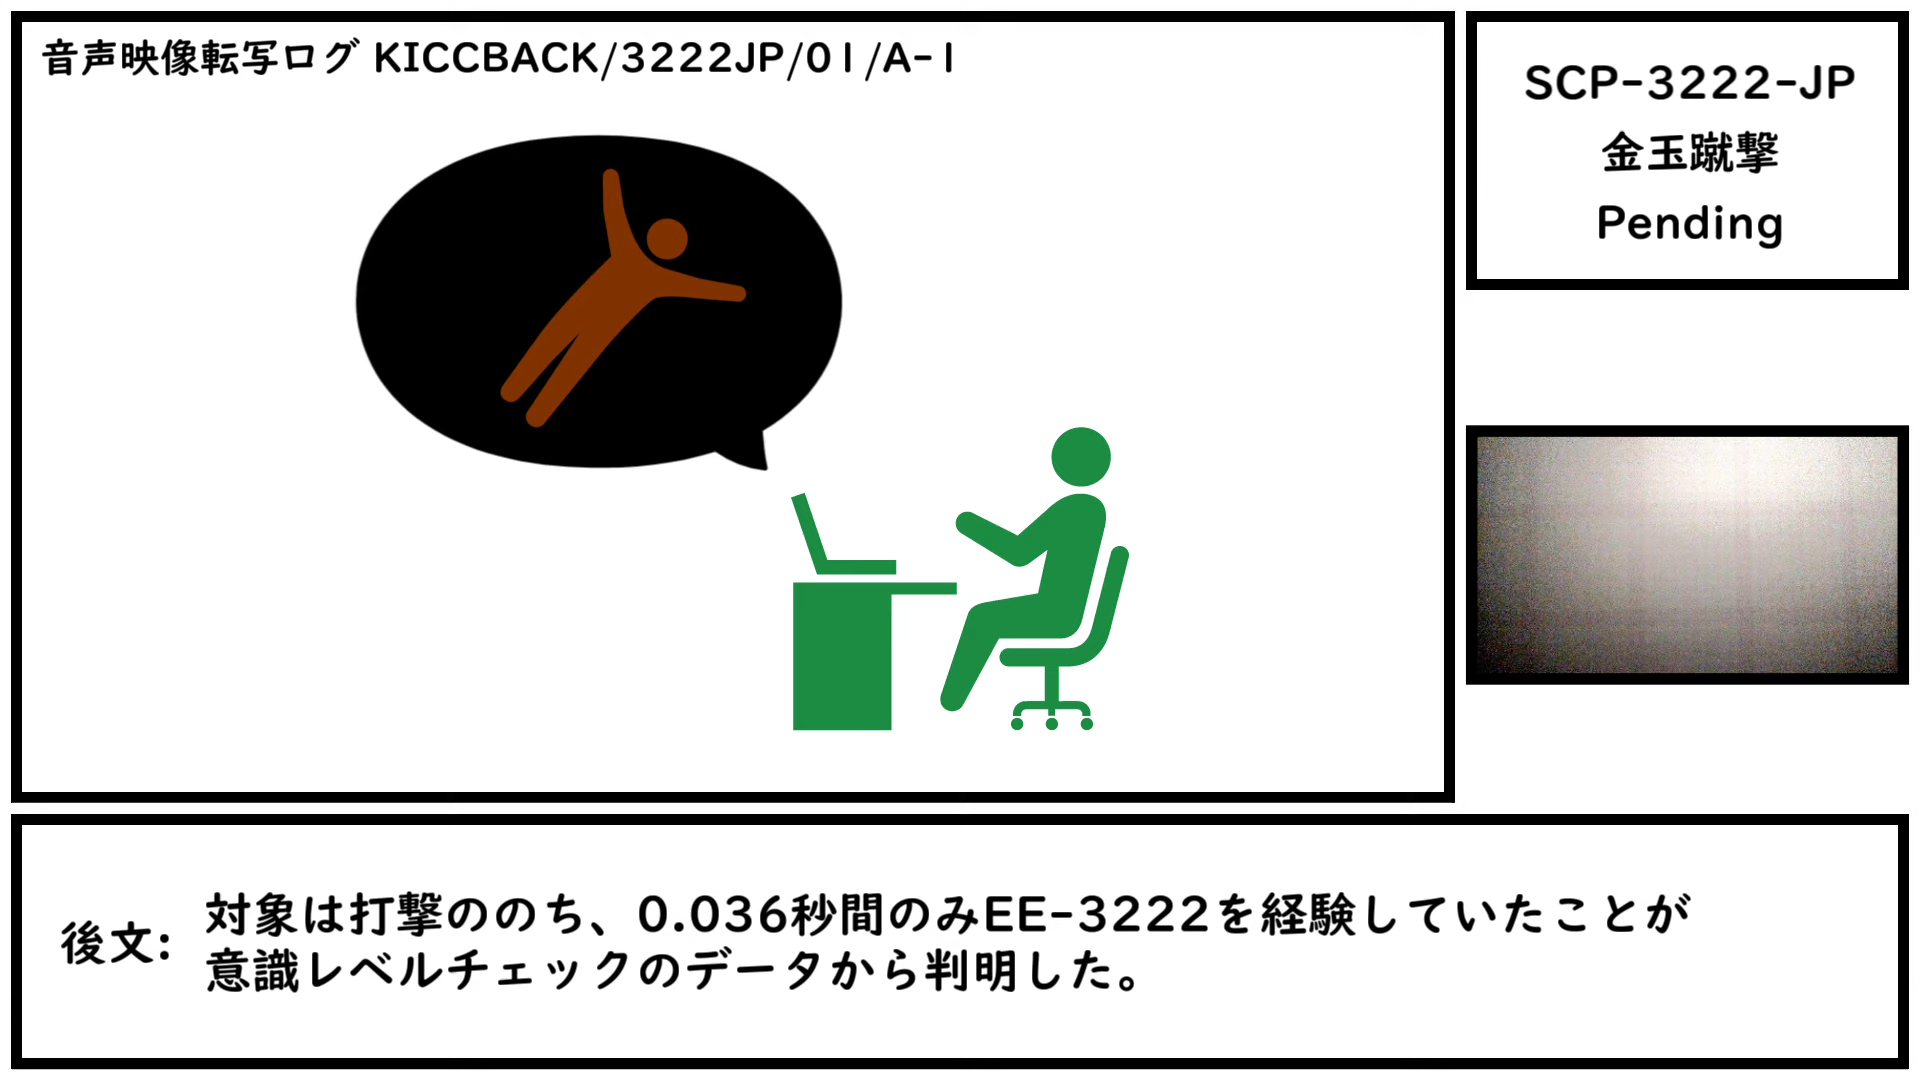 音声映像転写ログ KICCBACK/3222JP/01/A-1
SCP-3222-JP
金玉蹴撃
Pending
後文:
対象は打撃ののち、0.036秒間のみEE-3222を経験していたことが
意識レベルチェックのデータから判明した。